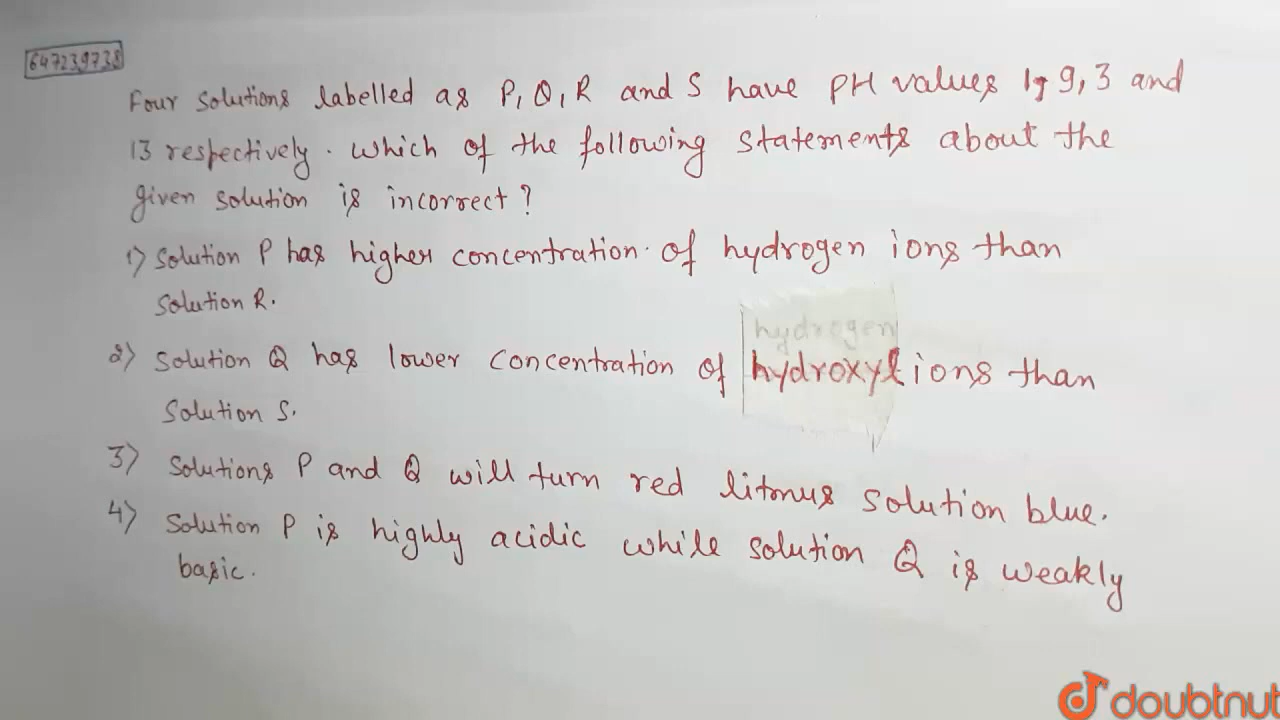 647239738
Four solutions labelled as P, Q, R and S have PH values 1, 9, 3 and
13 respectively. which of the following statements about the
given solution is incorrect?
1) Solution P has higher concentration of hydrogen ions than
Solution R.
hydrogen
2) Solution Q has lower concentration of hydroxyl ions than
Solution S.
3) Solutions P and Q will turn red litmus solution blue.
4) Solution P is highly acidic while solution Q is weakly
basic.
doubtnut